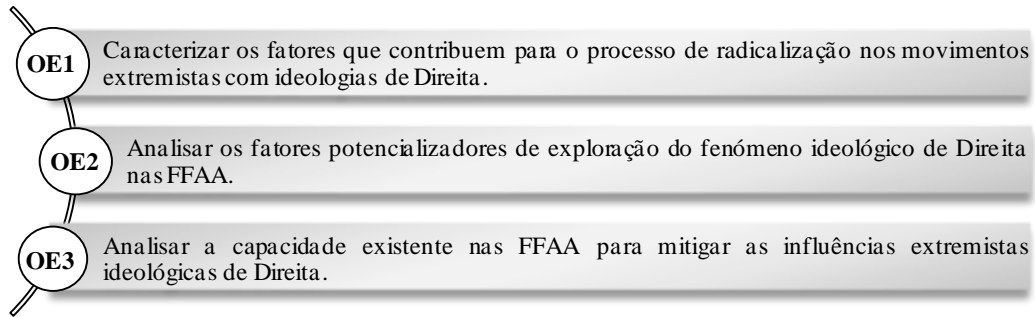 OE1
Caracterizar os fatores que contribuem para o processo de radicalização nos movimentos
extremistas com ideologias de Direita.
OE2
Analisar os fatores potencializadores de exploração do fenómeno ideológico de Direita
nas FFAA.
OE3
Analisar a capacidade existente nas FFAA para mitigar as influências extremistas
ideológicas de Direita.